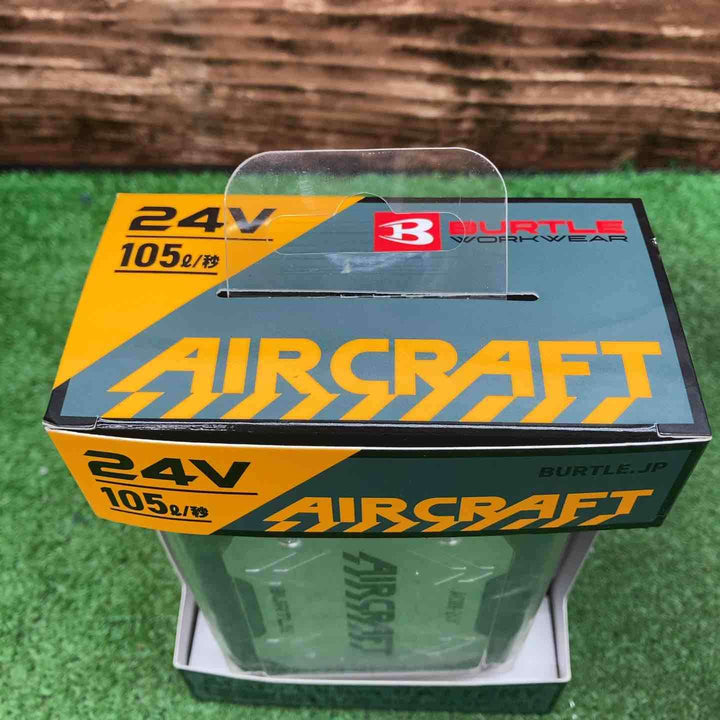 24V
105ℓ/秒
BURTLE
WORKWEAR
AIRCRAFT
24V
105ℓ/秒
BURTLE.JP
AIRCRAFT
AIRCRAFT